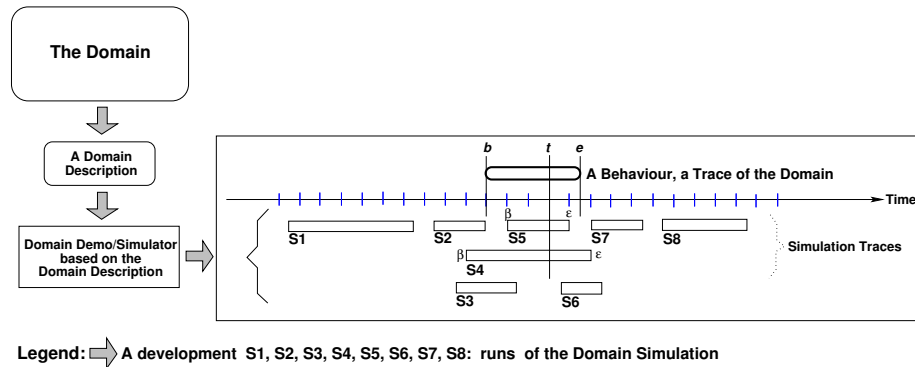 The Domain
A Domain
Description
Domain Demo/Simulator
based on the
Domain Description
b t e
A Behaviour, a Trace of the Domain
Time
β ε
S1 S2 S5 S7 S8
Simulation Traces
β ε
S4
S3 S6
Legend: A development S1, S2, S3, S4, S5, S6, S7, S8: runs of the Domain Simulation